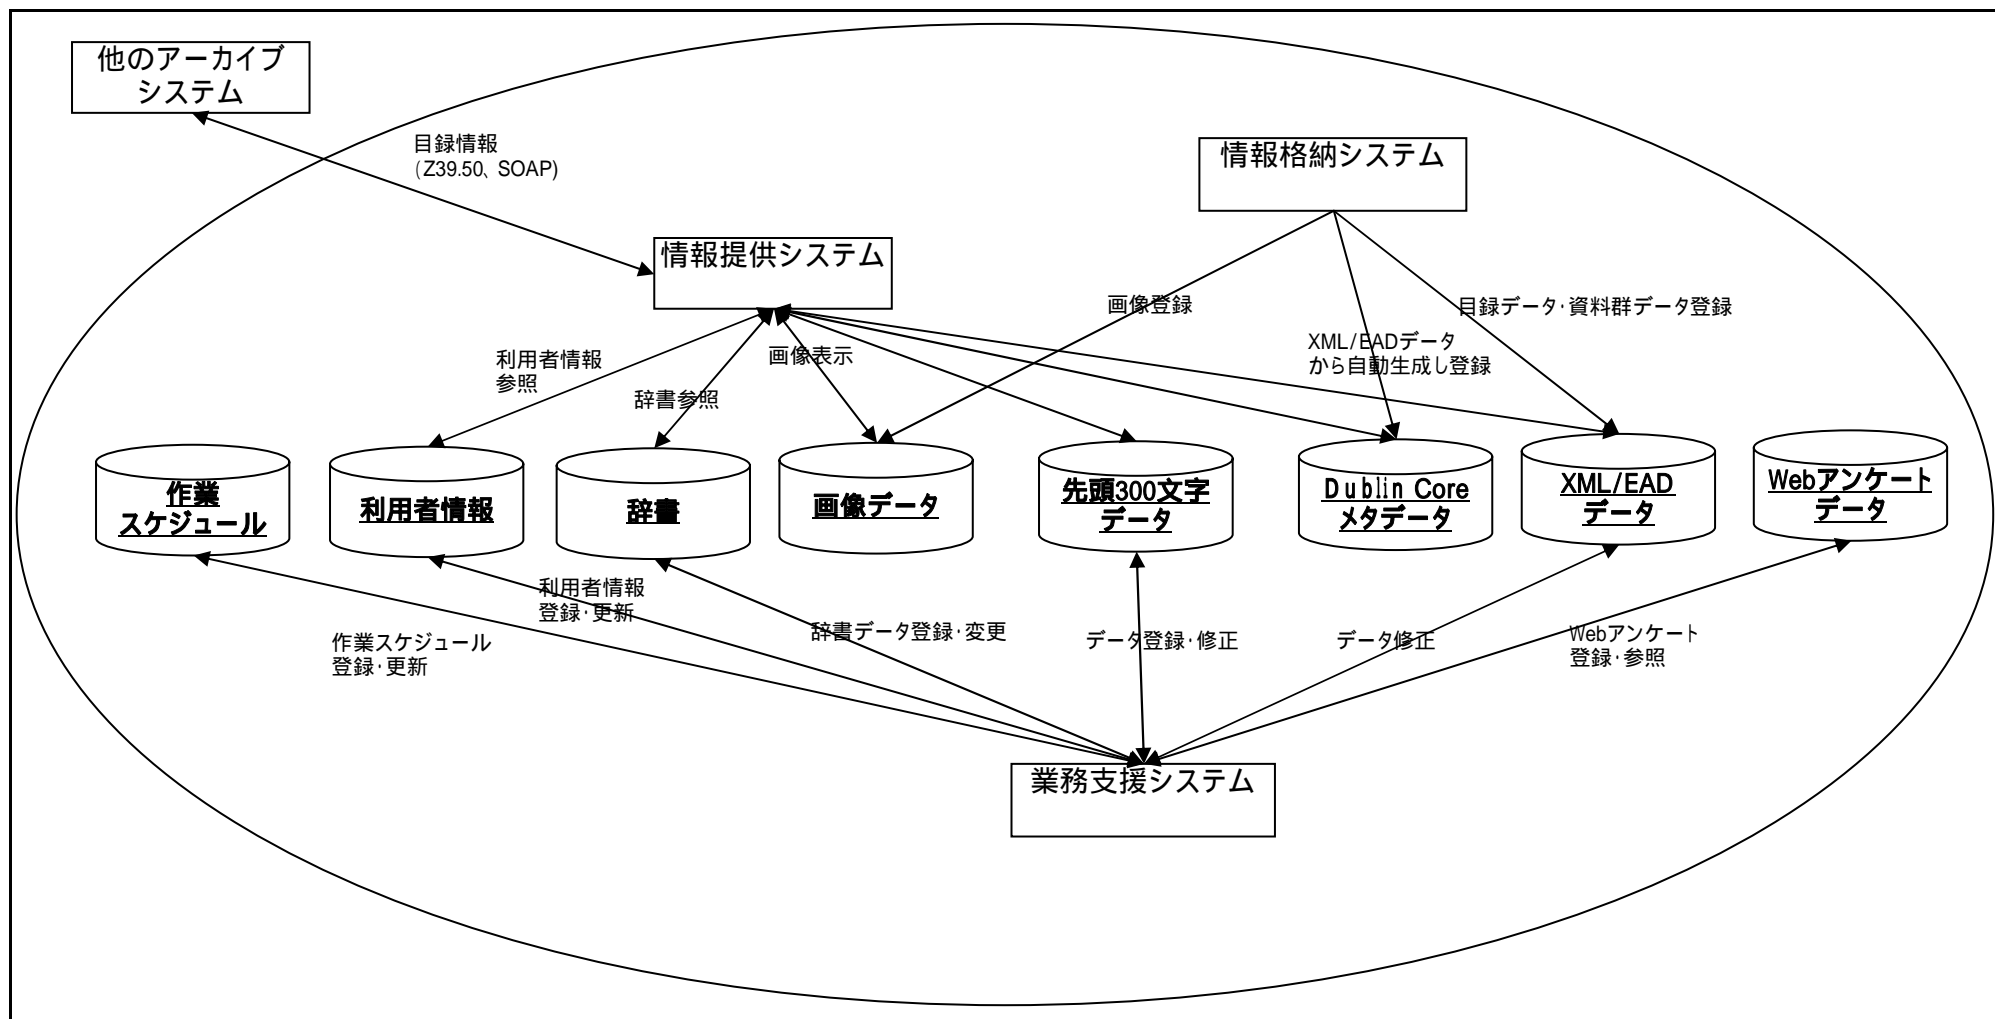 他のアーカイブ
システム
目録情報
(Z39.50、SOAP)
情報格納システム
情報提供システム
画像登録
目録データ・資料群データ登録
XML/EADデータ
から自動生成し登録
画像表示
利用者情報
参照
辞書参照
作業
スケジュール
利用者情報
辞書
画像データ
先頭300文字
データ
Dublin Core
メタデータ
XML/EAD
データ
Webアンケート
データ
利用者情報
登録・更新
作業スケジュール
登録・更新
辞書データ登録・変更
データ登録・修正
データ修正
Webアンケート
登録・参照
業務支援システム